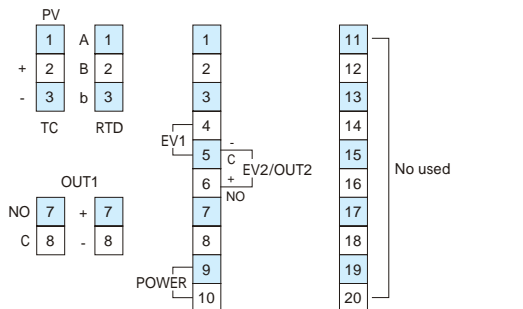 PV
1 A 1
+ 2 B 2
- 3 b 3
TC RTD
OUT1
NO 7 + 7
C 8 - 8
1
2
3
4
EV1
5
-
C
EV2/OUT2
6
+
NO
7
8
9
POWER
10
11
12
13
14
15
16
17
18
19
20
No used